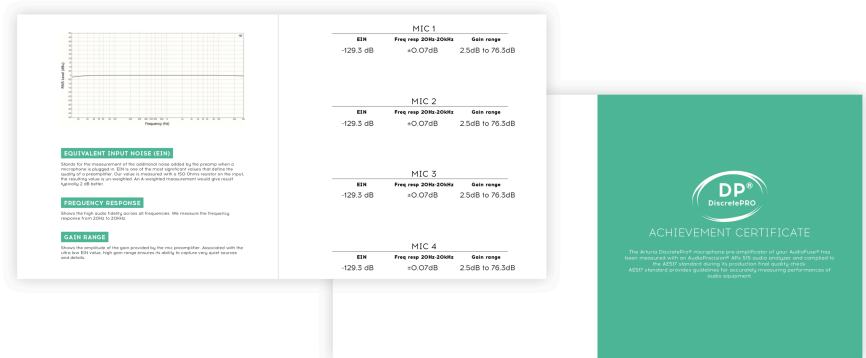 RMS Level (dBu)
Frequency (Hz)
EQUIVALENT INPUT NOISE (EIN)
Stands for the measurement of the additional noise added by the preamp when a
microphone is plugged in. EIN is one of the most significant values that define the
quality of a preamplifier. Our value is measured with a 150 Ohms resistor on the input,
the resulting value is un-weighted. An A-weighted measurement would give result
typically 2 dB better.
FREQUENCY RESPONSE
Shows the high audio fidelity across all frequencies. We measure the frequency
response from 20Hz to 20KHz.
GAIN RANGE
Shows the amplitude of the gain provided by the mic preamplifier. Associated with the
ultra low EIN value, high gain range ensures its ability to capture very quiet sources
and details.
MIC 1
EIN Freq resp 20Hz-20kHz Gain range
-129.3 dB ±0.07dB 2.5dB to 76.3dB
MIC 2
EIN Freq resp 20Hz-20kHz Gain range
-129.3 dB ±0.07dB 2.5dB to 76.3dB
MIC 3
EIN Freq resp 20Hz-20kHz Gain range
-129.3 dB ±0.07dB 2.5dB to 76.3dB
MIC 4
EIN Freq resp 20Hz-20kHz Gain range
-129.3 dB ±0.07dB 2.5dB to 76.3dB
DP®
DiscretePRO
ACHIEVEMENT CERTIFICATE
The Arturia DiscretePro® microphone pre amplificator of your AudioFuse® has
been measured with an AudioPrecision® APx 515 audio analyzer and complied to
the AES17 standard during its production final quality-check.
AES17 standard provides guidelines for accurately measuring performances of
audio equipment.